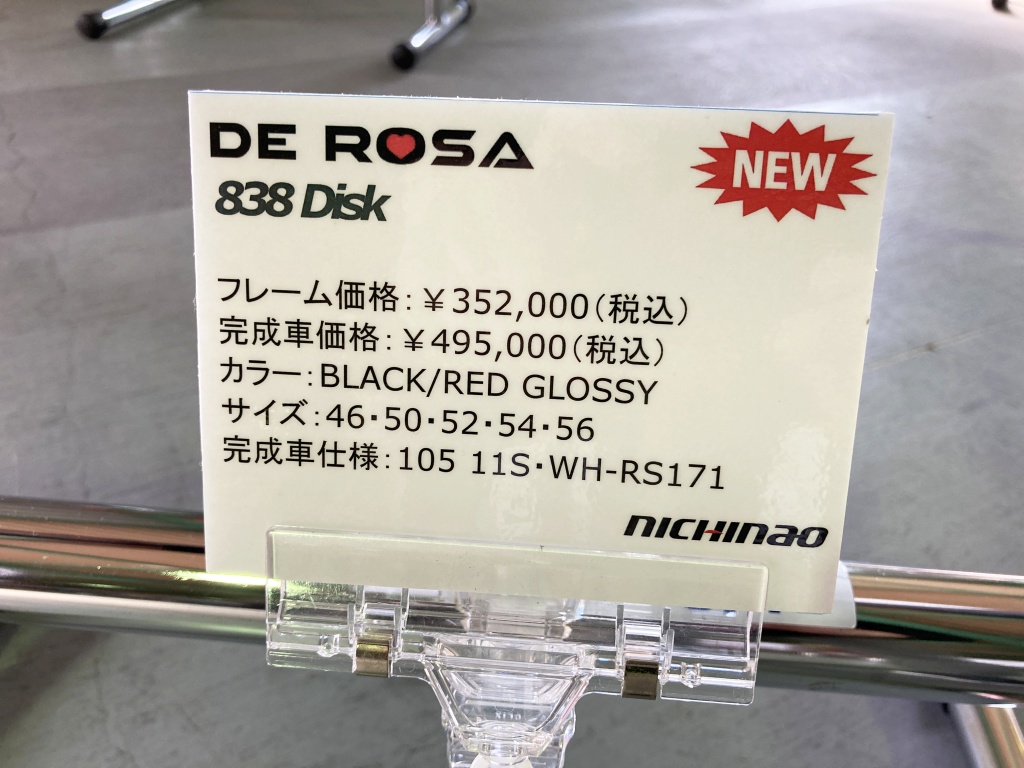 DE ROSA
NEW
838 Disk
フレーム価格:￥352,000(税込)
完成車価格:￥495,000(税込)
カラー:BLACK/RED GLOSSY
サイズ:46・50・52・54・56
完成車仕様:105 11S・WH-RS171
nichinao